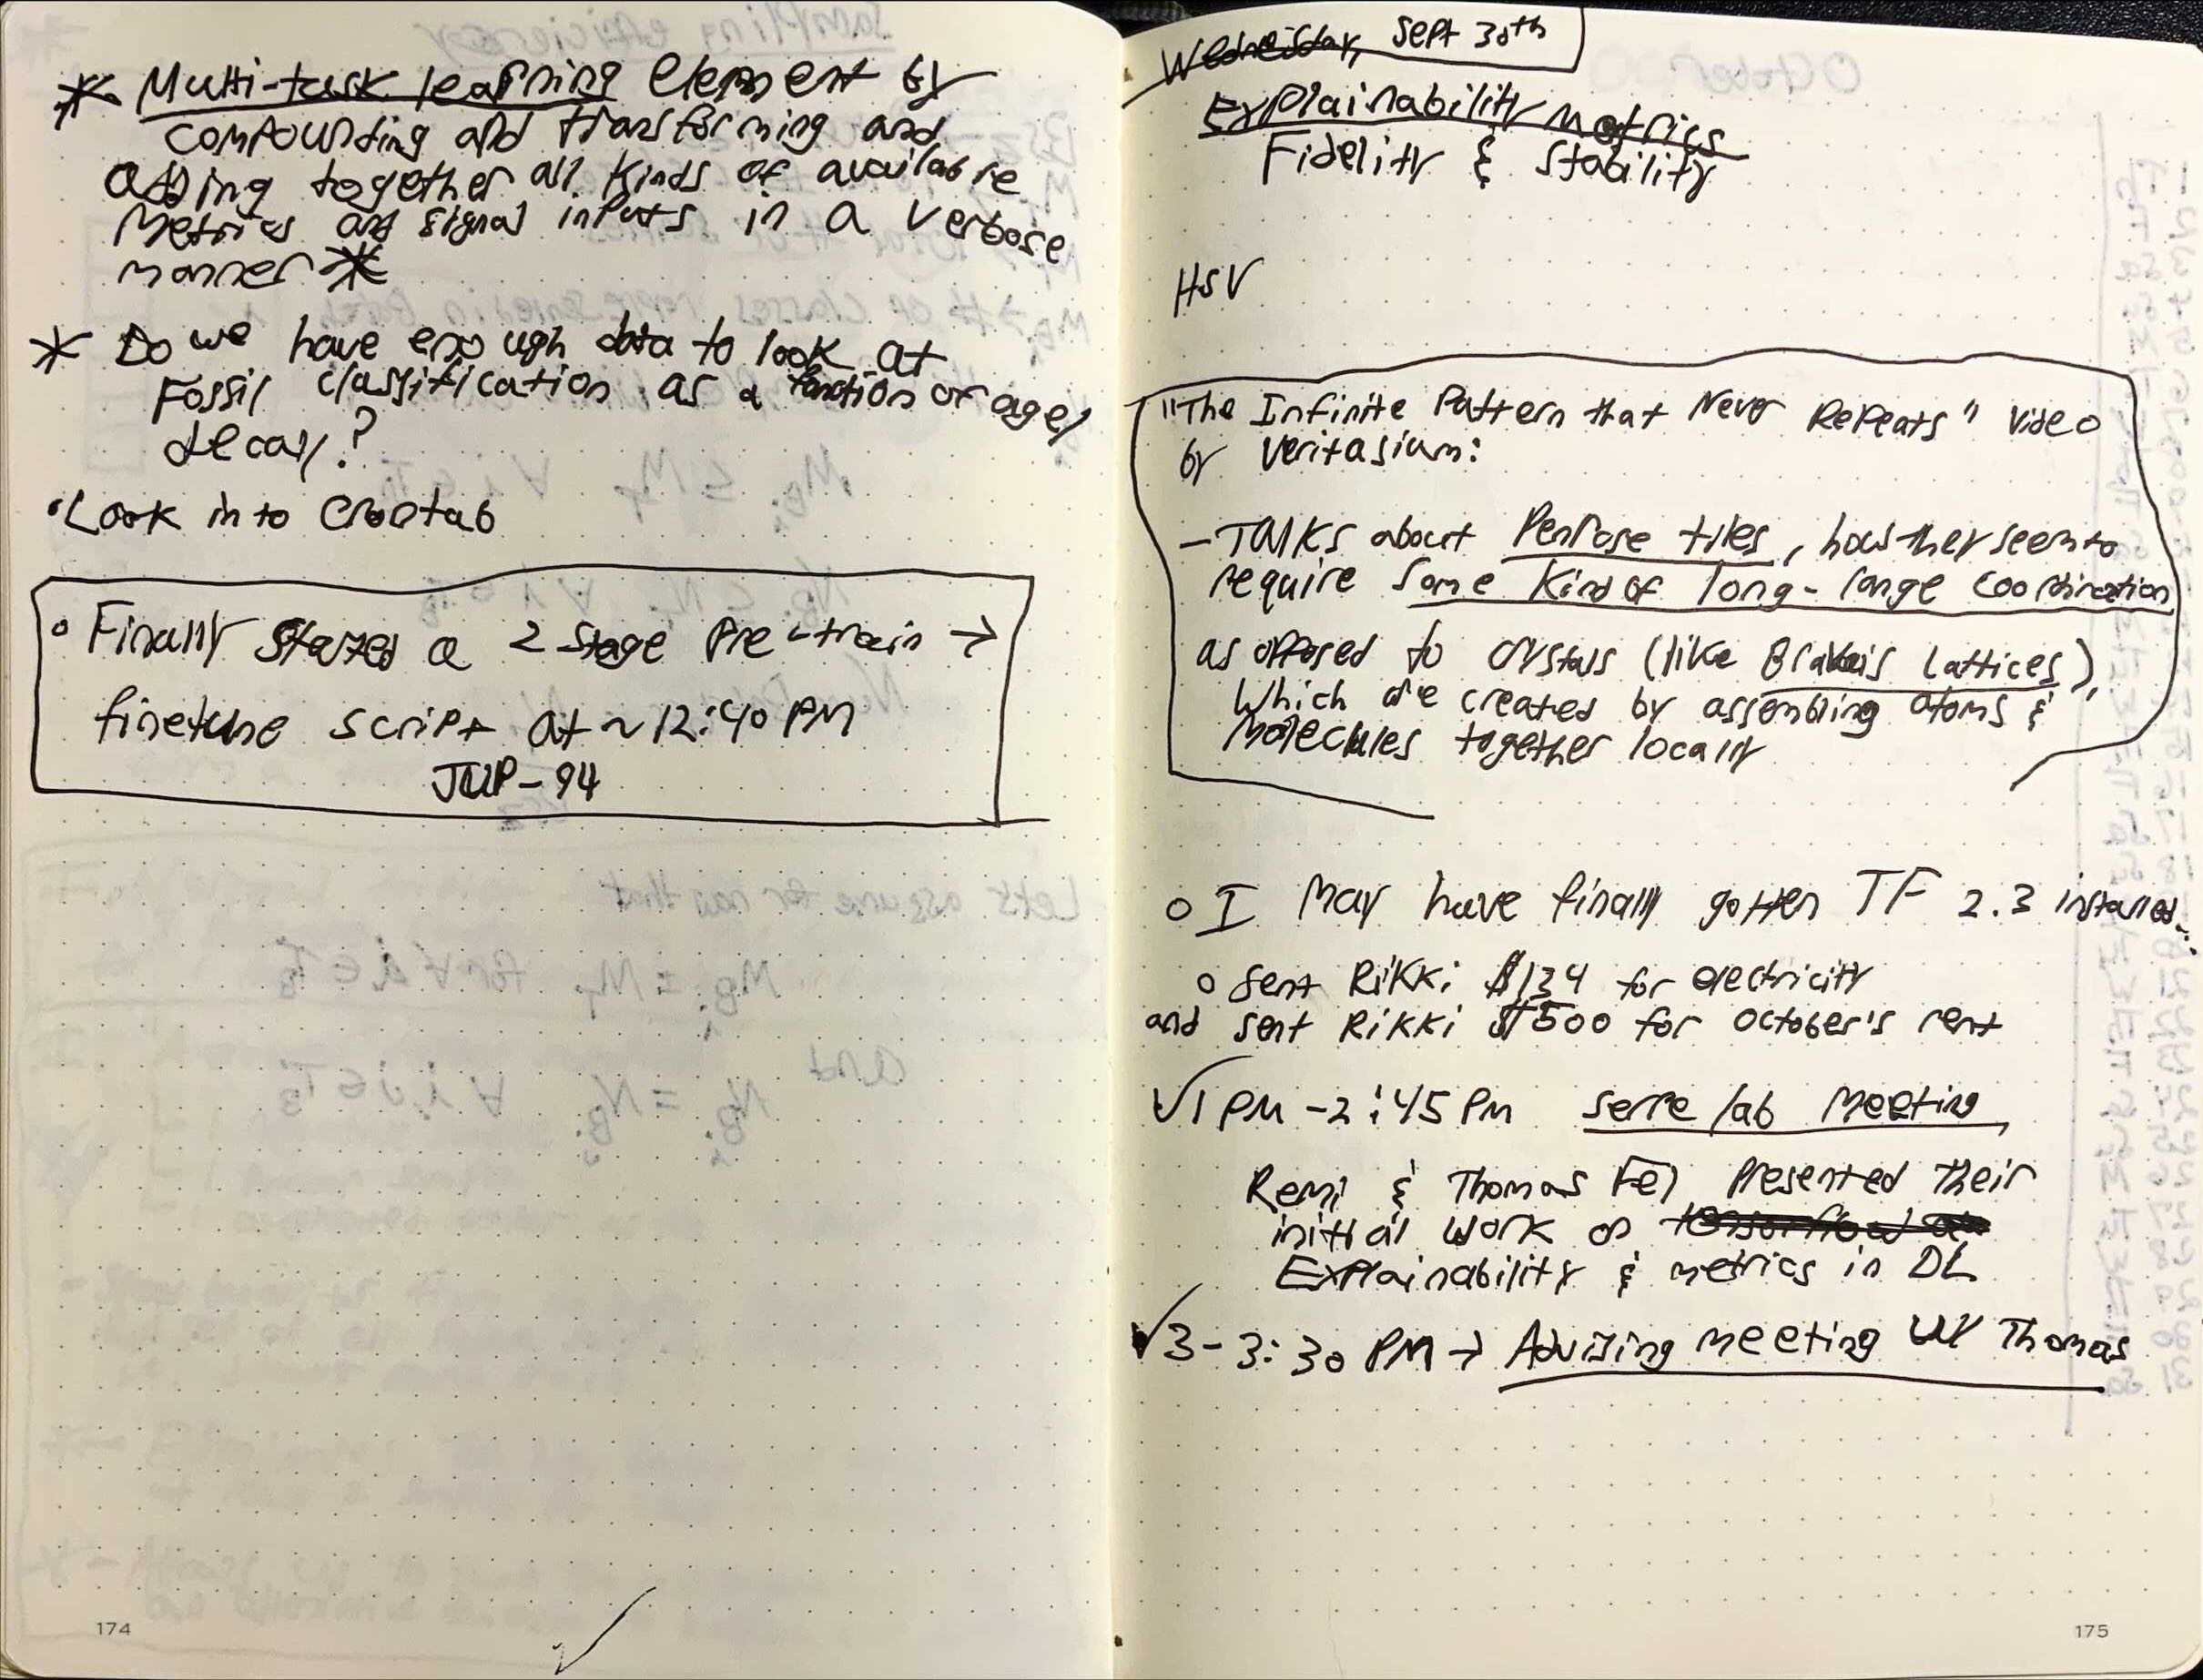 * Multi-task learning element by
compounding and transforming and
adding together all kinds of available
metrics and signal inputs in a verbose
manner *
* Do we have enough data to look at
Fossil classification as a function of age/
decay?
• Look into Crontab
° Finally started a 2 stage Pre-train →
finetune script at ~12:40 PM
JUP-94
174
Wednesday, Sept 30th
Explainability metrics
Fidelity & Stability
HSV
"The Infinite Pattern that Never Repeats" video
by Veritasium:
- Talks about Penrose tiles, how they seem to
require some kind of long-range coordination
as opposed to crystals (like Bravais Lattices),
which are created by assembling atoms &
molecules together locally
o I may have finally gotten TF 2.3 installed...
o sent Rikki $134 for electricity
and sent Rikki $500 for October's rent
✓ 1 PM - 2:45 PM Serre lab Meeting,
Remi & Thomas Fel presented their
initial work on
Explainability & metrics in DL
✓ 3-3:30 PM → Advising meeting w/ Thomas
175